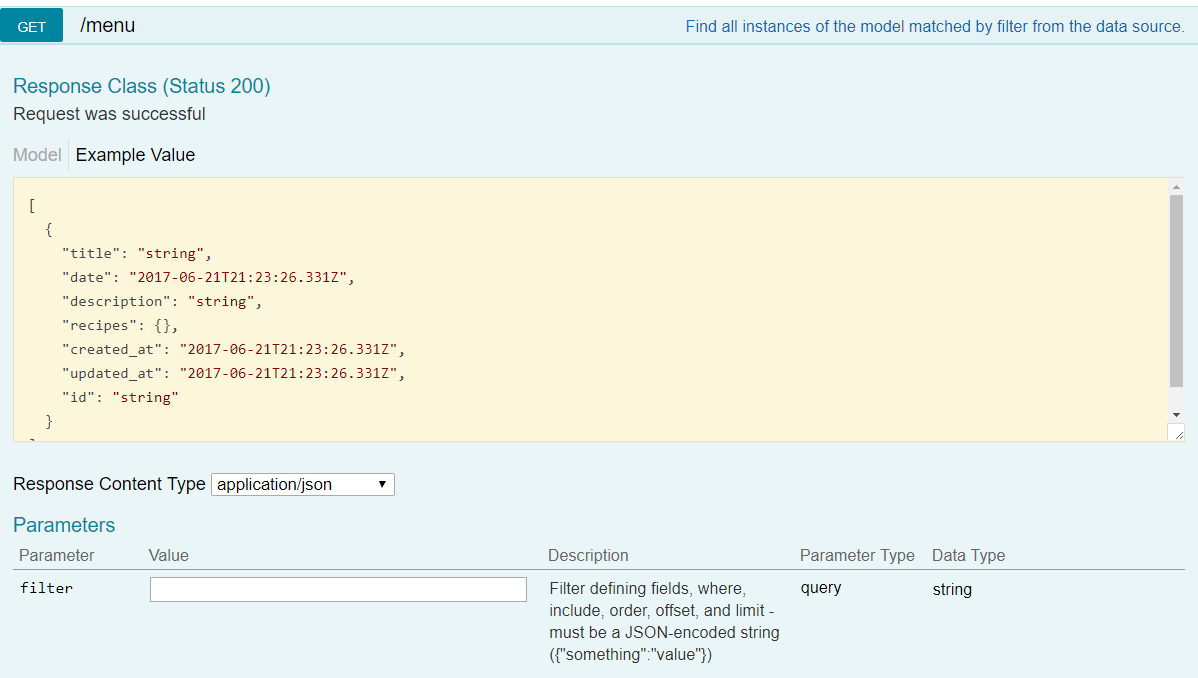 GET /menu Find all instances of the model matched by filter from the data source.
Response Class (Status 200)
Request was successful
Model Example Value
[
{
"title": "string",
"date": "2017-06-21T21:23:26.331Z",
"description": "string",
"recipes": {},
"created_at": "2017-06-21T21:23:26.331Z",
"updated_at": "2017-06-21T21:23:26.331Z",
"id": "string"
}
Response Content Type application/json
Parameters
Parameter Value Description Parameter Type Data Type
filter Filter defining fields, where, query string
include, order, offset, and limit -
must be a JSON-encoded string
({"something":"value"})